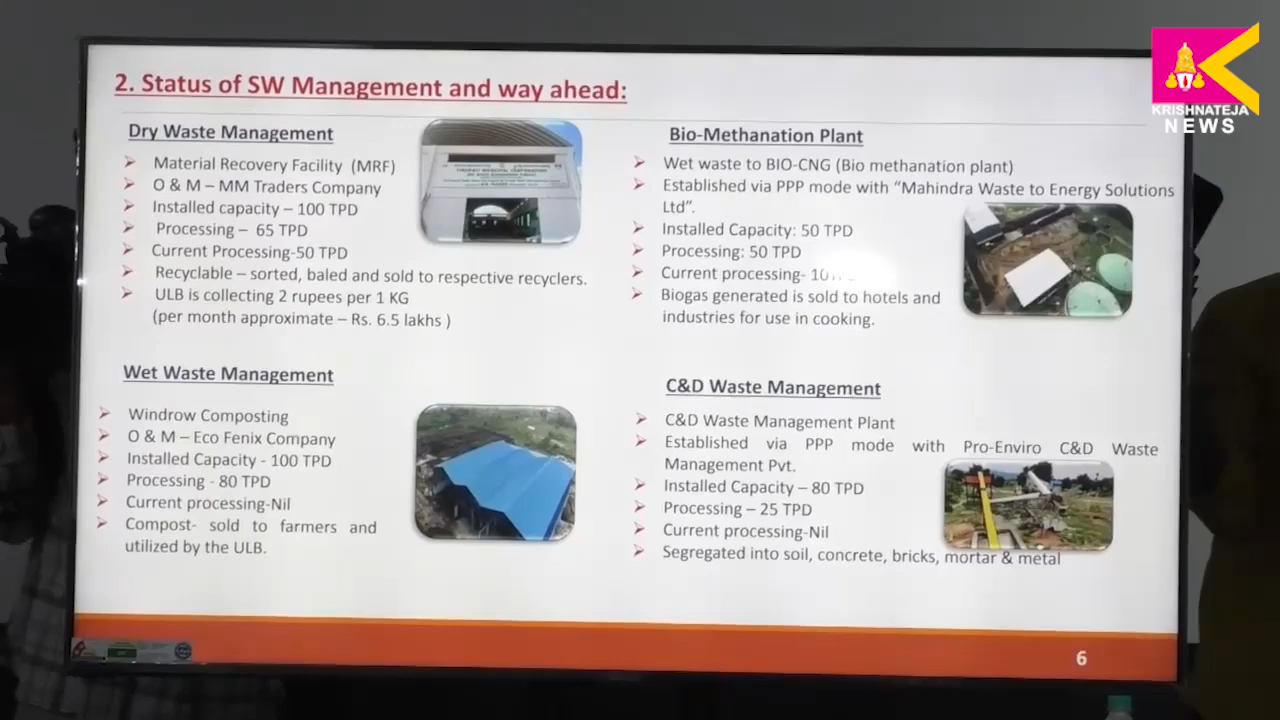 KRISHNATEJA
NEWS
2. Status of SW Management and way ahead:
Dry Waste Management
Material Recovery Facility (MRF)
O & M – MM Traders Company
Installed capacity – 100 TPD
Processing – 65 TPD
Current Processing-50 TPD
Recyclable – sorted, baled and sold to respective recyclers.
ULB is collecting 2 rupees per 1 KG
(per month approximate – Rs. 6.5 lakhs )
Bio-Methanation Plant
Wet waste to BIO-CNG (Bio methanation plant)
Established via PPP mode with “Mahindra Waste to Energy Solutions
Ltd”.
Installed Capacity: 50 TPD
Processing: 50 TPD
Current processing- 10
Biogas generated is sold to hotels and
industries for use in cooking.
Wet Waste Management
Windrow Composting
O & M – Eco Fenix Company
Installed Capacity - 100 TPD
Processing - 80 TPD
Current processing-Nil
Compost- sold to farmers and
utilized by the ULB.
C&D Waste Management
C&D Waste Management Plant
Established via PPP mode with Pro-Enviro C&D Waste
Management Pvt.
Installed Capacity – 80 TPD
Processing – 25 TPD
Current processing-Nil
Segregated into soil, concrete, bricks, mortar & metal
6